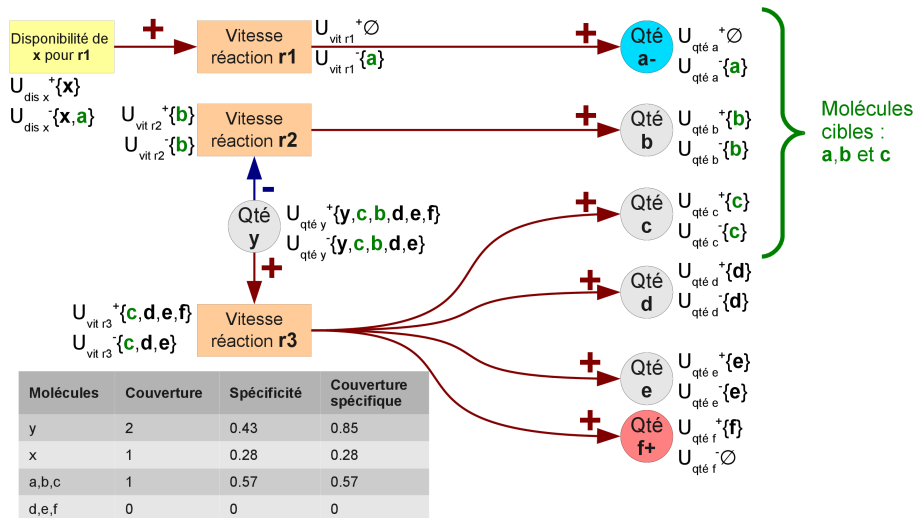 Disponibilité de
x pour r1
+
Vitesse
réaction r1
U vit r1 +∅
U vit r1 -{a}
+
Qté
a-
U qté a +∅
U qté a -{a}
U dis x +{x}
U dis x -{x,a}
U vit r2 +{b}
U vit r2 -{b}
Vitesse
réaction r2
+
Qté
b
U qté b +{b}
U qté b -{b}
Molécules
cibles :
a,b et c
-
Qté
y
U qté y +{y,c,b,d,e,f}
U qté y -{y,c,b,d,e}
+
+
Qté
c
U qté c +{c}
U qté c -{c}
+
Qté
d
U qté d +{d}
U qté d -{d}
U vit r3 +{c,d,e,f}
U vit r3 -{c,d,e}
Vitesse
réaction r3
+
Qté
e
U qté e +{e}
U qté e -{e}
+
Qté
f+
U qté f +{f}
U qté f -∅
Molécules Couverture Spécificité Couverture spécifique
y 2 0.43 0.85
x 1 0.28 0.28
a,b,c 1 0.57 0.57
d,e,f 0 0 0